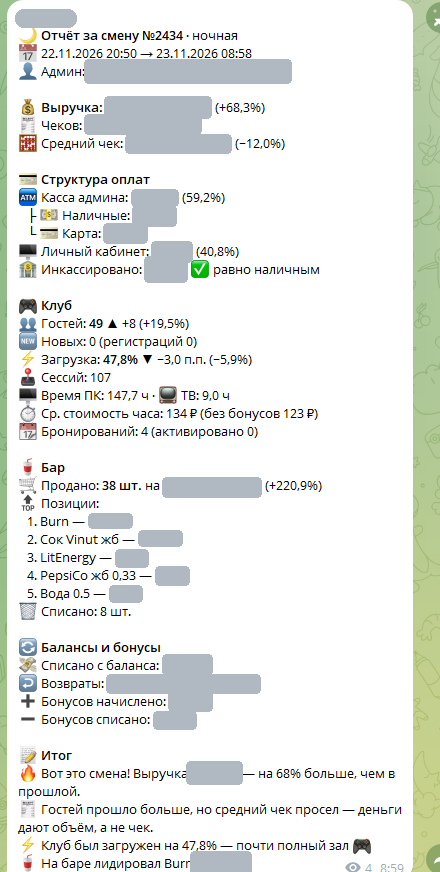 Отчёт за смену №2434 · ночная
22.11.2026 20:50 → 23.11.2026 08:58
Админ:
Выручка: (+68,3%)
Чеков:
Средний чек: (−12,0%)
Структура оплат
Касса админа: (59,2%)
├ Наличные:
└ Карта:
Личный кабинет: (40,8%)
Инкассировано: ✅ равно наличным
Клуб
Гостей: 49 ▲ +8 (+19,5%)
Новых: 0 (регистраций 0)
Загрузка: 47,8% ▼ −3,0 п.п. (−5,9%)
Сессий: 107
Время ПК: 147,7 ч · ТВ: 9,0 ч
Ср. стоимость часа: 134 ₽ (без бонусов 123 ₽)
Бронирований: 4 (активировано 0)
Бар
Продано: 38 шт. на (+220,9%)
Позиции:
1. Burn —
2. Сок Vinut жб —
3. LitEnergy —
4. PepsiCo жб 0,33 —
5. Вода 0.5 —
Списано: 8 шт.
Балансы и бонусы
Списано с баланса:
Возвраты:
Бонусов начислено:
Бонусов списано:
Итог
Вот это смена! Выручка — на 68% больше, чем в
прошлой.
Гостей прошло больше, но средний чек просел — деньги
дают объём, а не чек.
Клуб был загружен на 47,8% — почти полный зал
На баре лидировал Burn
4 8:59